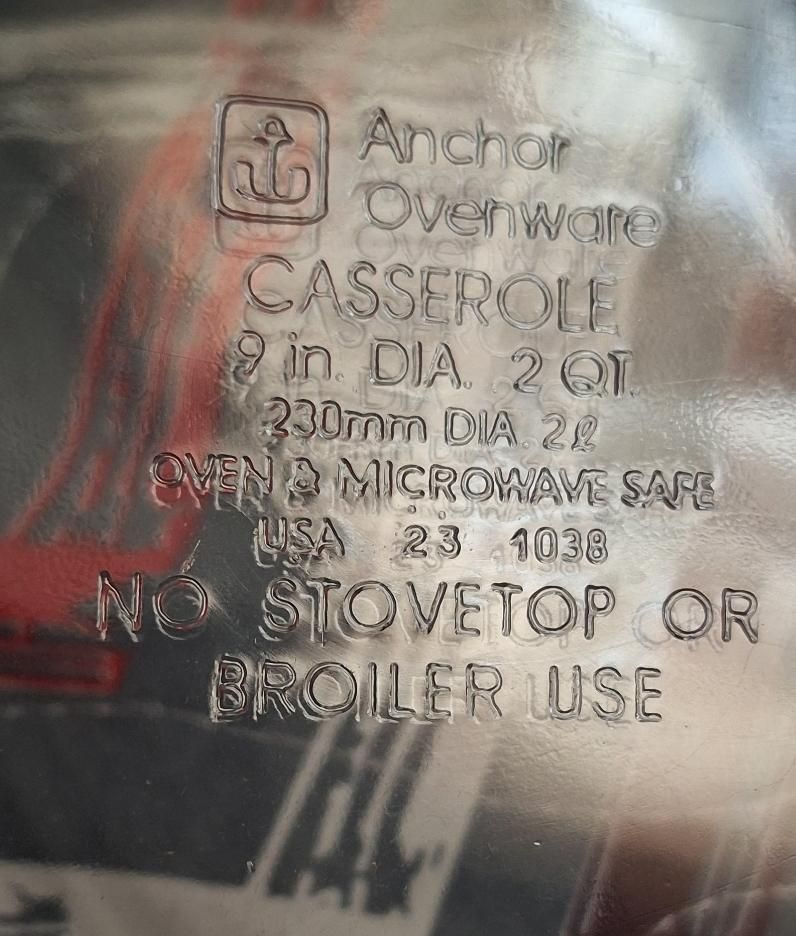 Anchor
Ovenware
CASSEROLE
9 in. DIA. 2 QT.
230mm DIA. 2ℓ
OVEN & MICROWAVE SAFE
USA 23 1038
NO STOVETOP OR
BROILER USE